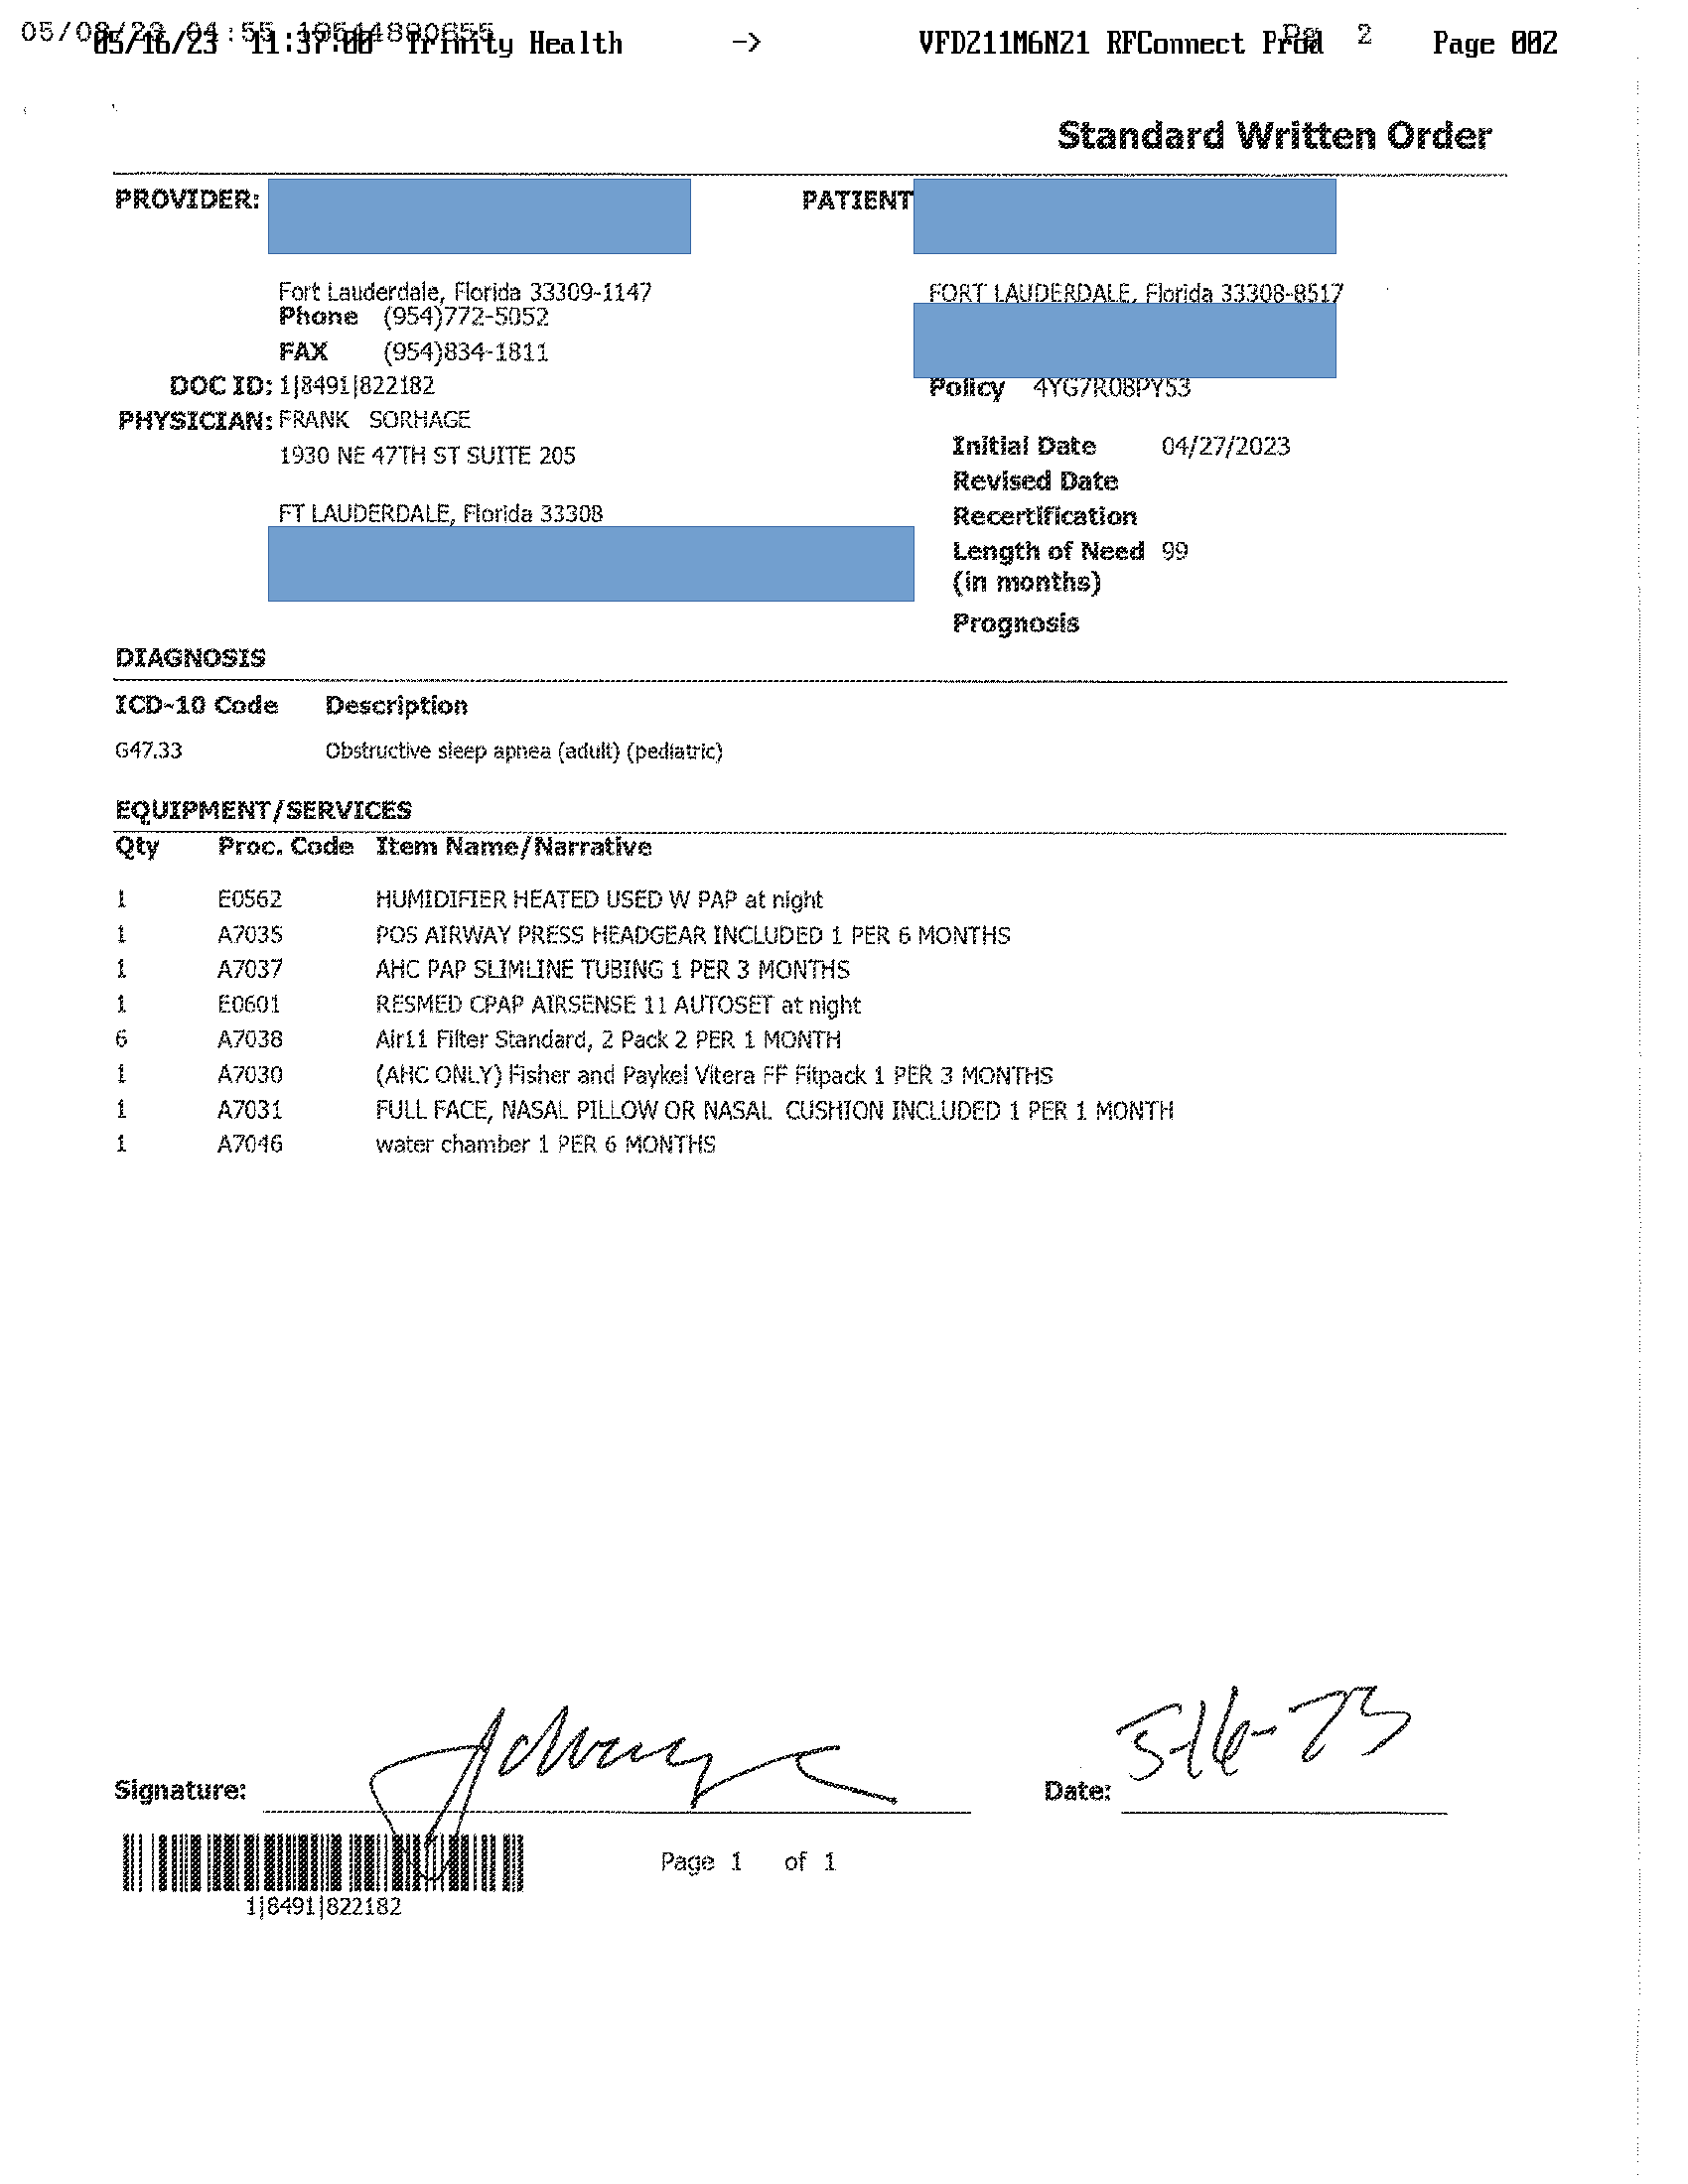 05/08/23 04:55 19544890655 Pg 2
05/16/23 11:37:00 Trinity Health -> VFD211M6N21 RFConnect Prod Page 002
Standard Written Order
PROVIDER: PATIENT
Fort Lauderdale, Florida 33309-1147 FORT LAUDERDALE, Florida 33308-8517
Phone (954)772-5052
FAX (954)834-1811
DOC ID: 1|8491|822182 Policy 4YG7R08PY53
PHYSICIAN: FRANK SORHAGE
1930 NE 47TH ST SUITE 205 Initial Date 04/27/2023
Revised Date
FT LAUDERDALE, Florida 33308 Recertification
Length of Need 99
(in months)
Prognosis
DIAGNOSIS
ICD-10 Code Description
G47.33 Obstructive sleep apnea (adult) (pediatric)
EQUIPMENT/SERVICES
Qty Proc. Code Item Name/Narrative
1 E0562 HUMIDIFIER HEATED USED W PAP at night
1 A7035 POS AIRWAY PRESS HEADGEAR INCLUDED 1 PER 6 MONTHS
1 A7037 AHC PAP SLIMLINE TUBING 1 PER 3 MONTHS
1 E0601 RESMED CPAP AIRSENSE 11 AUTOSET at night
6 A7038 Air11 Filter Standard, 2 Pack 2 PER 1 MONTH
1 A7030 (AHC ONLY) Fisher and Paykel Vitera FF Fitpack 1 PER 3 MONTHS
1 A7031 FULL FACE, NASAL PILLOW OR NASAL CUSHION INCLUDED 1 PER 1 MONTH
1 A7046 water chamber 1 PER 6 MONTHS
Signature: Date: 5-16-23
Page 1 of 1
1|8491|822182